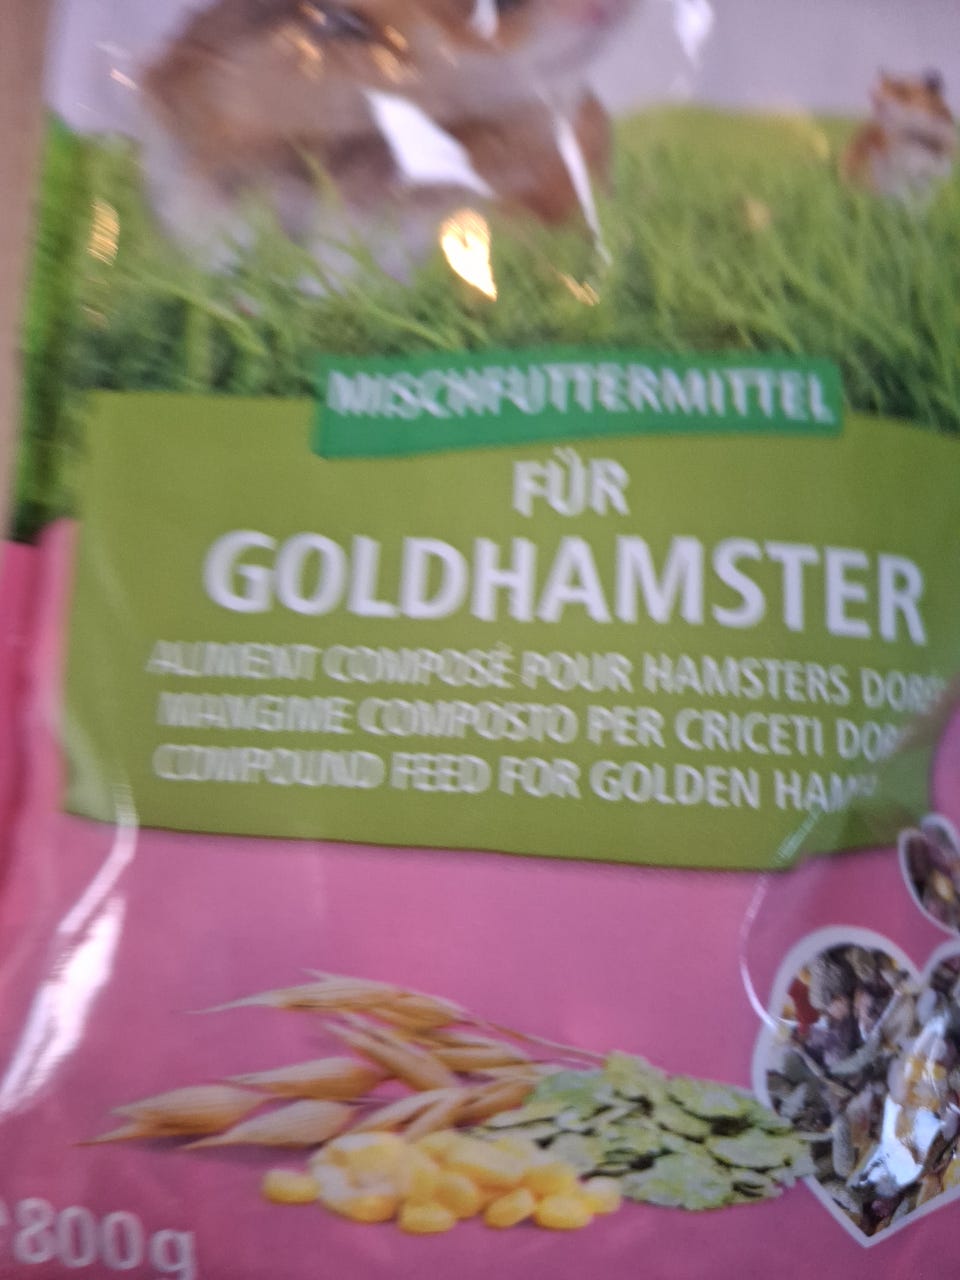 MISCHFUTTERMITTEL
FÜR
GOLDHAMSTER
ALIMENT COMPOSÉ POUR HAMSTERS
MANGIME COMPOSTO PER CRICETI
COMPOUND FEED FOR GOLDEN
800g